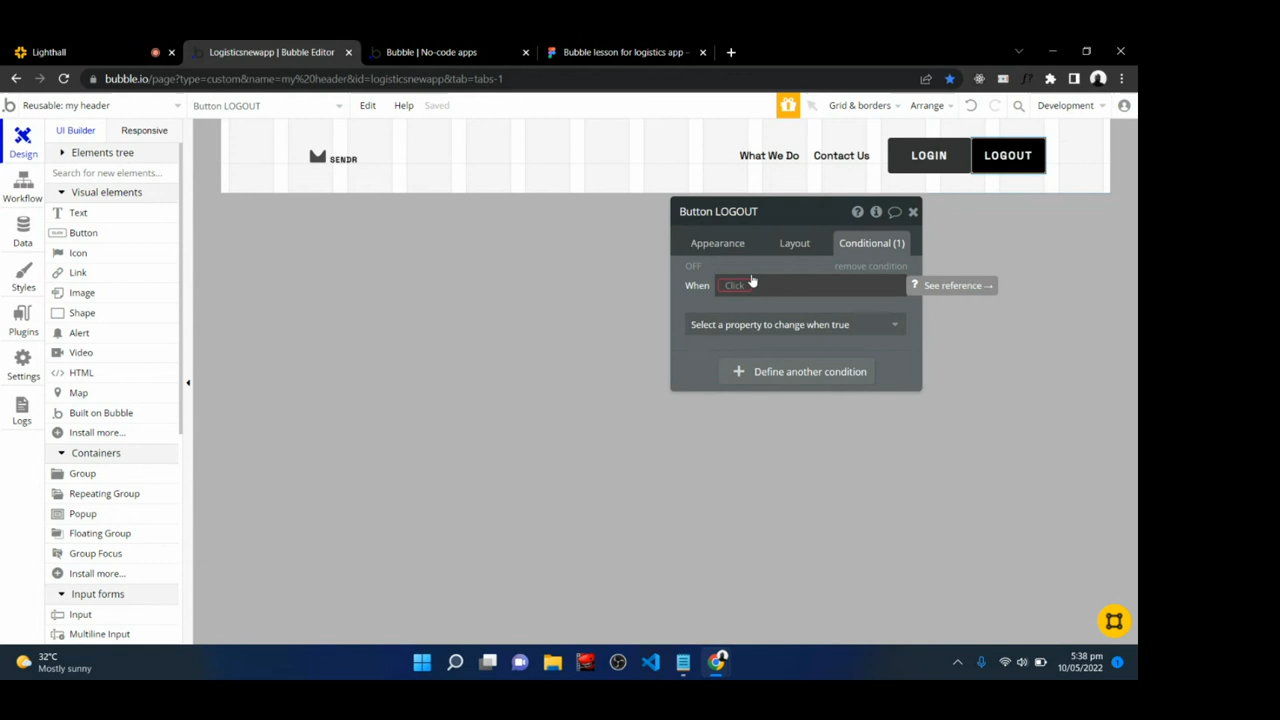 Lighthall
Logisticsnewapp | Bubble Editor
Bubble | No-code apps
Bubble lesson for logistics app –
bubble.io/page?type=custom&name=my%20header&id=logisticsnewapp&tab=tabs-1
Reusable: my header
Button LOGOUT
Edit
Help
Saved
Grid & borders
Arrange
Development
Design
Workflow
Data
Styles
Plugins
Settings
Logs
UI Builder
Responsive
Elements tree
Search for new elements...
Visual elements
Text
Button
Icon
Link
Image
Shape
Alert
Video
</> HTML
Map
Built on Bubble
Install more...
Containers
Group
Repeating Group
Popup
Floating Group
Group Focus
Install more...
Input forms
Input
Multiline Input
SENDR
What We Do
Contact Us
LOGIN
LOGOUT
Button LOGOUT
Appearance
Layout
Conditional (1)
OFF
remove condition
When
Click
? See reference →
Select a property to change when true
+ Define another condition
32°C
Mostly sunny
5:38 pm
10/05/2022
1